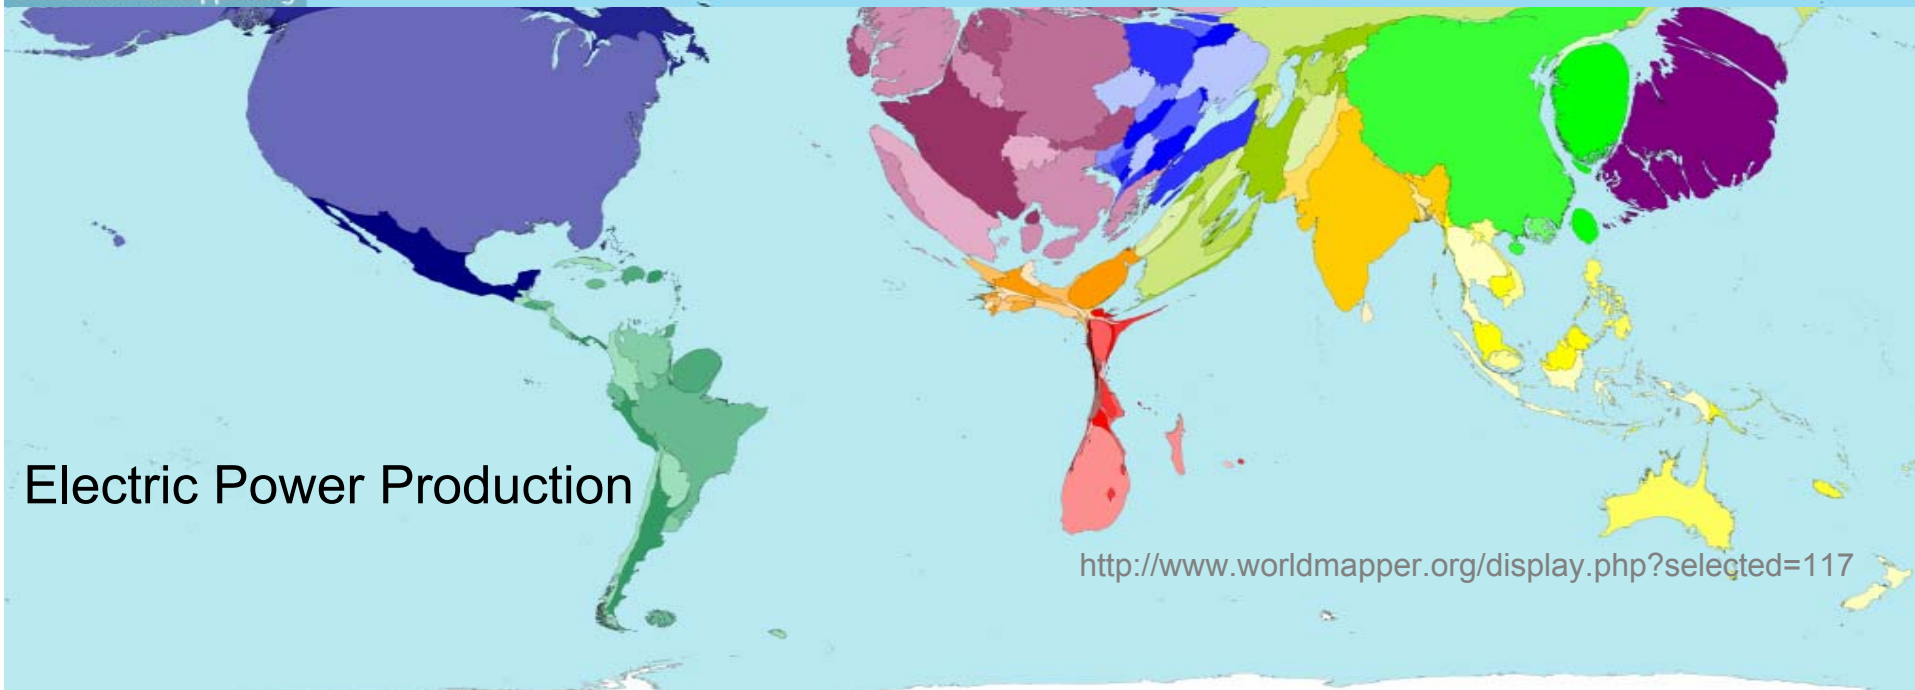 Electric Power Production
http://www.worldmapper.org/display.php?selected=117